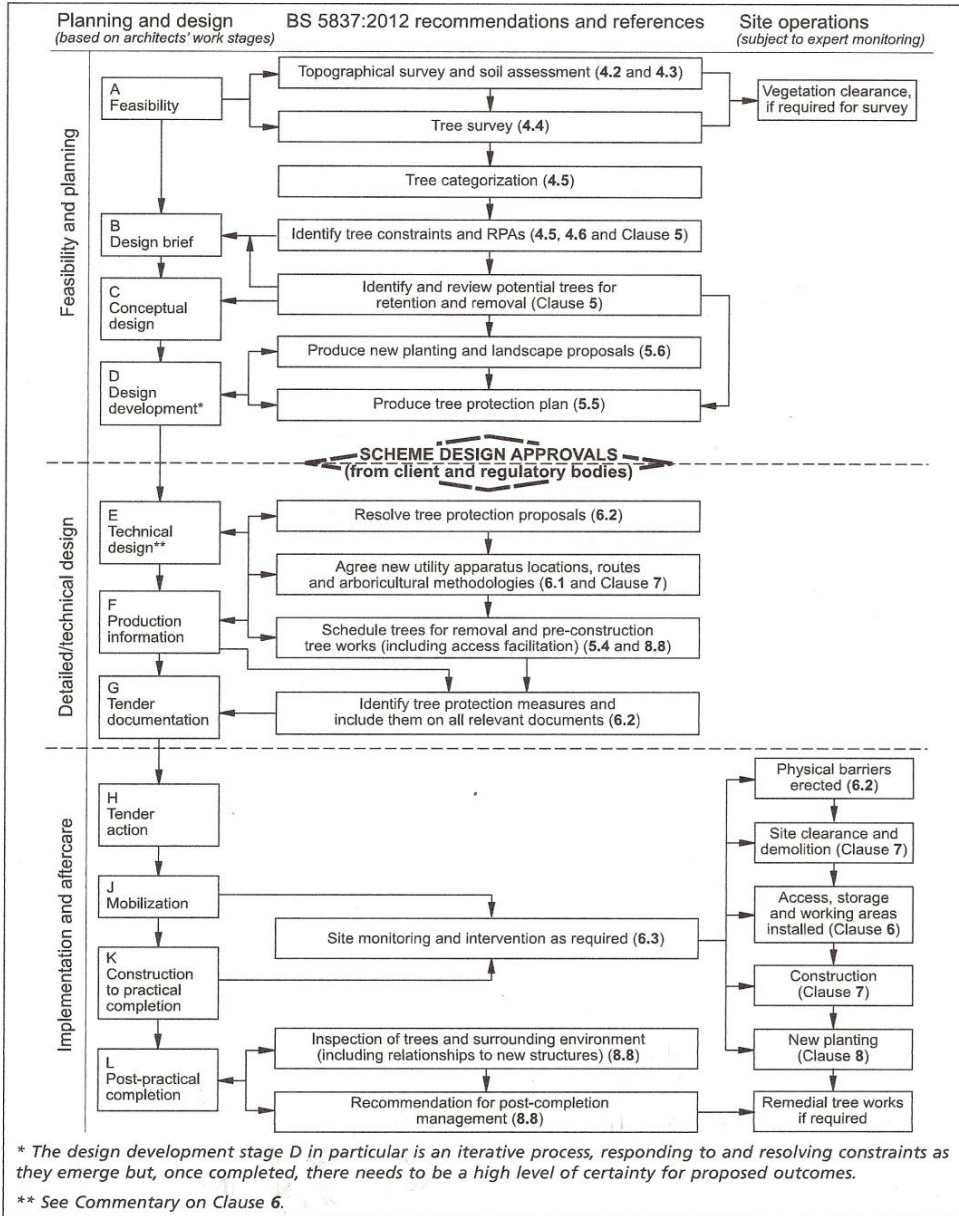 Planning and design
(based on architects' work stages)
BS 5837:2012 recommendations and references
Site operations
(subject to expert monitoring)
Feasibility and planning
A
Feasibility
Topographical survey and soil assessment (4.2 and 4.3)
Vegetation clearance,
if required for survey
Tree survey (4.4)
Tree categorization (4.5)
B
Design brief
Identify tree constraints and RPAs (4.5, 4.6 and Clause 5)
C
Conceptual
design
Identify and review potential trees for
retention and removal (Clause 5)
D
Design
development*
Produce new planting and landscape proposals (5.6)
Produce tree protection plan (5.5)
SCHEME DESIGN APPROVALS
(from client and regulatory bodies)
Detailed/technical design
E
Technical
design**
Resolve tree protection proposals (6.2)
Agree new utility apparatus locations, routes
and arboricultural methodologies (6.1 and Clause 7)
F
Production
information
Schedule trees for removal and pre-construction
tree works (including access facilitation) (5.4 and 8.8)
G
Tender
documentation
Identify tree protection measures and
include them on all relevant documents (6.2)
Implementation and aftercare
H
Tender
action
J
Mobilization
K
Construction
to practical
completion
L
Post-practical
completion
Site monitoring and intervention as required (6.3)
Inspection of trees and surrounding environment
(including relationships to new structures) (8.8)
Recommendation for post-completion
management (8.8)
Physical barriers
erected (6.2)
Site clearance and
demolition (Clause 7)
Access, storage
and working areas
installed (Clause 6)
Construction
(Clause 7)
New planting
(Clause 8)
Remedial tree works
if required
* The design development stage D in particular is an iterative process, responding to and resolving constraints as
they emerge but, once completed, there needs to be a high level of certainty for proposed outcomes.
** See Commentary on Clause 6.